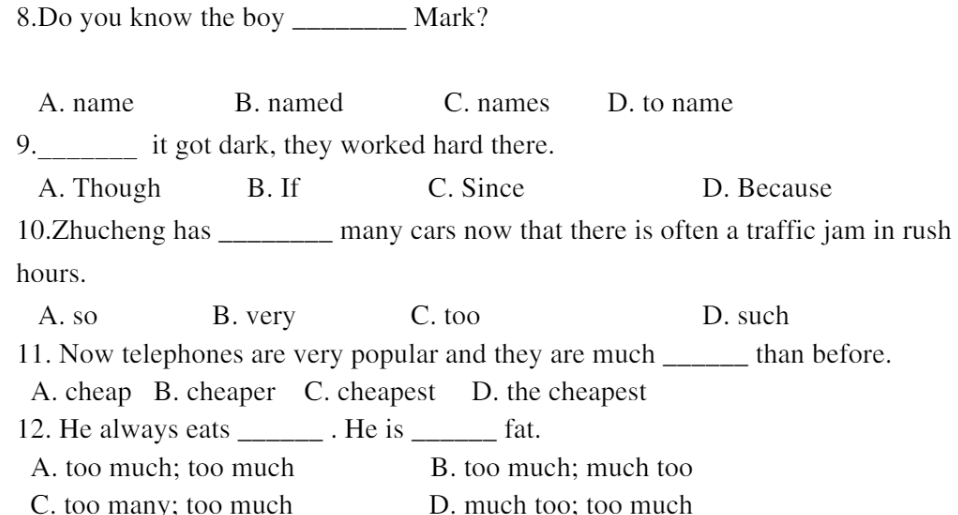 8.Do you know the boy ________ Mark?
A. name B. named C. names D. to name
9._______ it got dark, they worked hard there.
A. Though B. If C. Since D. Because
10.Zhucheng has ________ many cars now that there is often a traffic jam in rush
hours.
A. so B. very C. too D. such
11. Now telephones are very popular and they are much ______ than before.
A. cheap B. cheaper C. cheapest D. the cheapest
12. He always eats ______ . He is ______ fat.
A. too much; too much B. too much; much too
C. too many; too much D. much too; too much